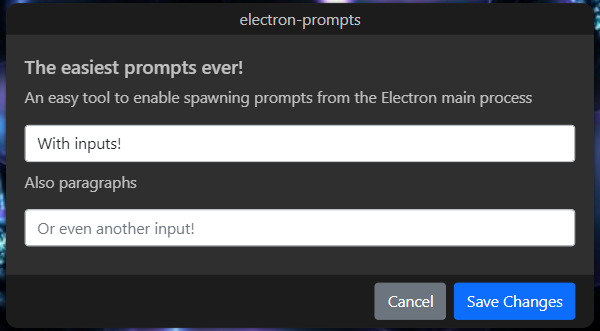 electron-prompts
The easiest prompts ever!
An easy tool to enable spawning prompts from the Electron main process
With inputs!
Also paragraphs
Or even another input!
Cancel
Save Changes